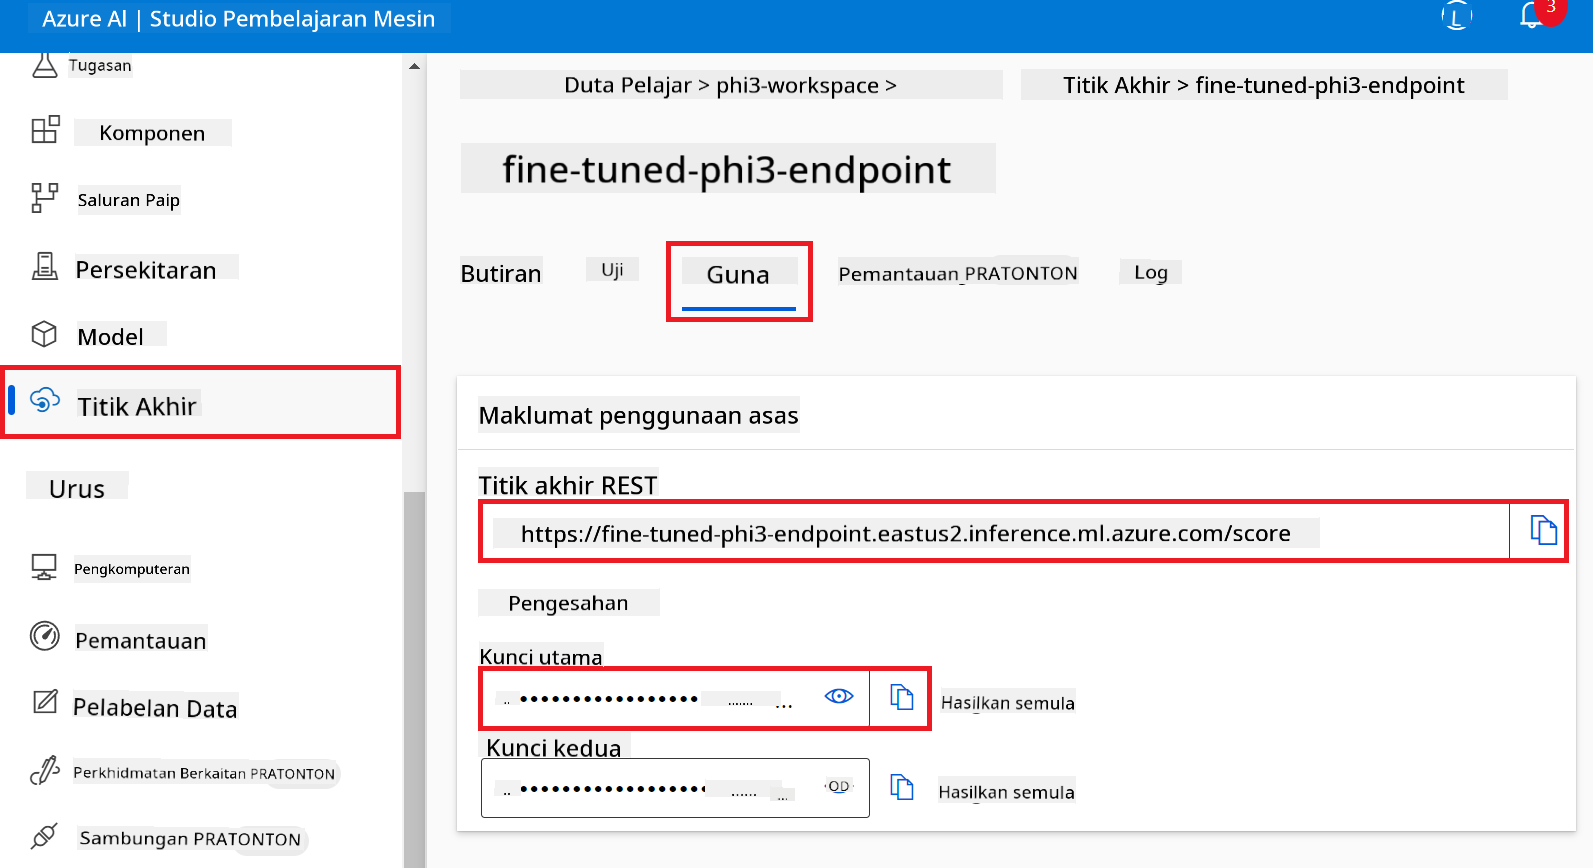 Azure AI | Studio Pembelajaran Mesin
L
3
Tugasan
Komponen
Saluran Paip
Persekitaran
Model
Titik Akhir
Urus
Pengkomputeran
Pemantauan
Pelabelan Data
Perkhidmatan Berkaitan PRATONTON
Sambungan PRATONTON
Duta Pelajar > phi3-workspace > Titik Akhir > fine-tuned-phi3-endpoint
fine-tuned-phi3-endpoint
Butiran Uji Guna Pemantauan PRATONTON Log
Maklumat penggunaan asas
Titik akhir REST
https://fine-tuned-phi3-endpoint.eastus2.inference.ml.azure.com/score
Pengesahan
Kunci utama
Hasilkan semula
Kunci kedua
OD
Hasilkan semula